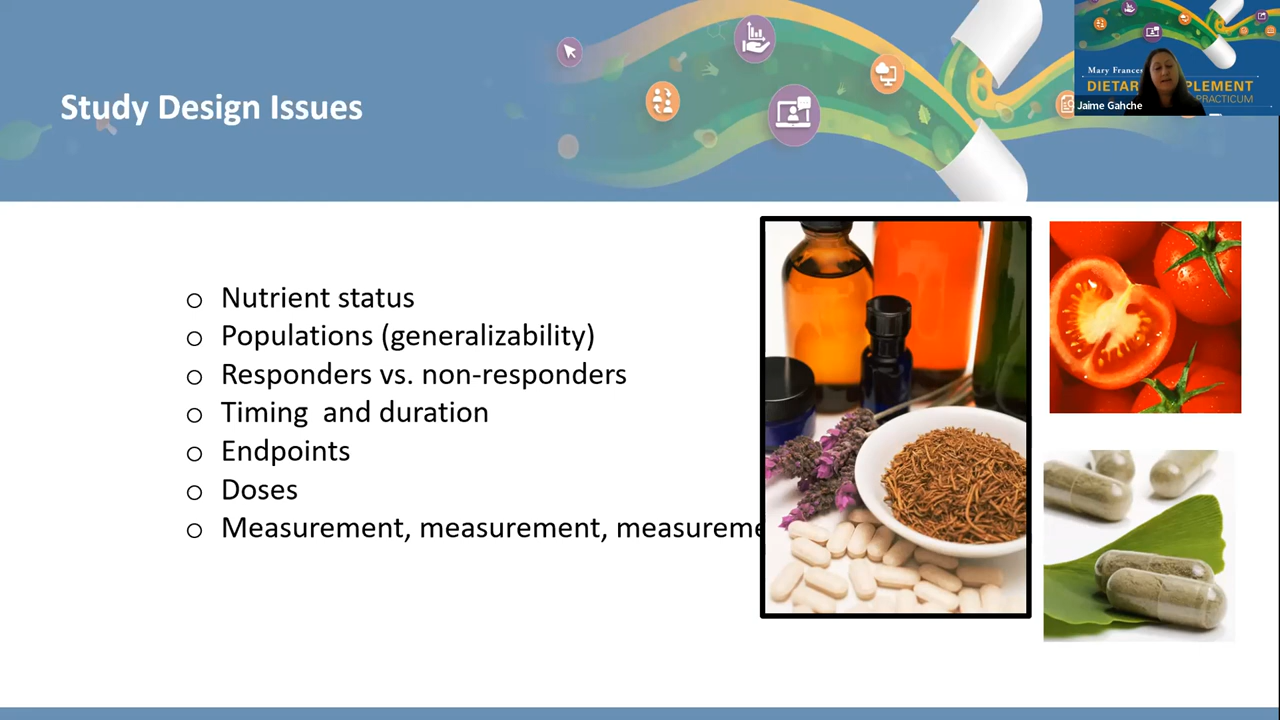 Study Design Issues
Nutrient status
Populations (generalizability)
Responders vs. non-responders
Timing and duration
Endpoints
Doses
Measurement, measurement, measureme
Mary Frances
DIETAR PLEMENT
PRACTICUM
Jaime Gahche